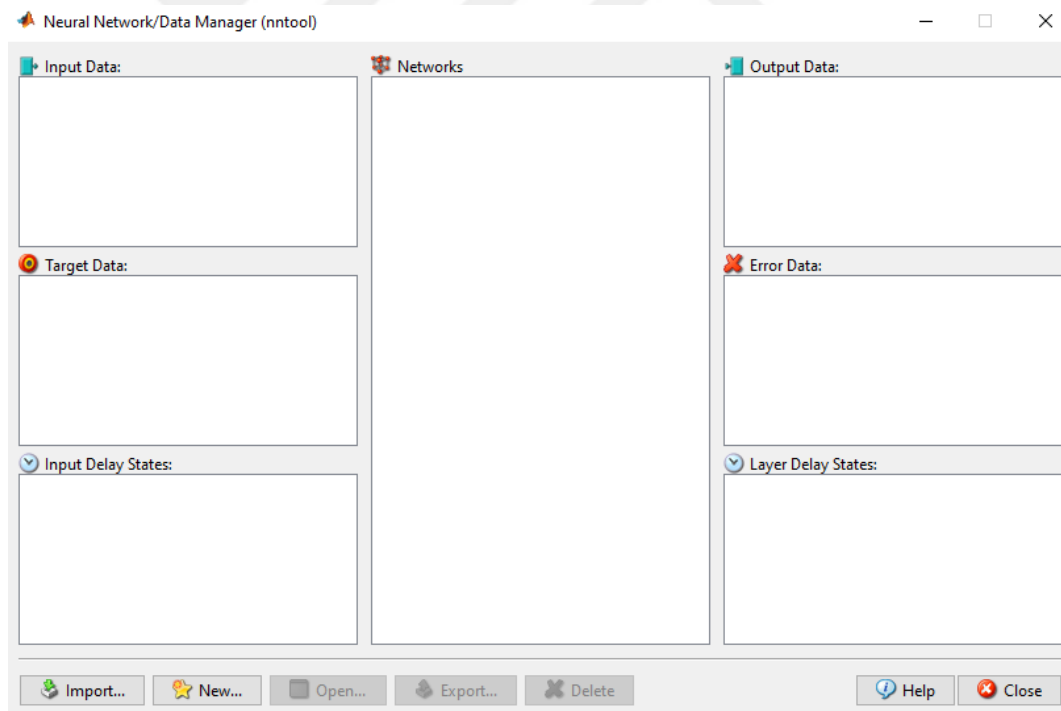 Neural Network/Data Manager (nntool)
Input Data:
Networks
Output Data:
Target Data:
Error Data:
Input Delay States:
Layer Delay States:
Import...
New...
Open...
Export...
Delete
Help
Close